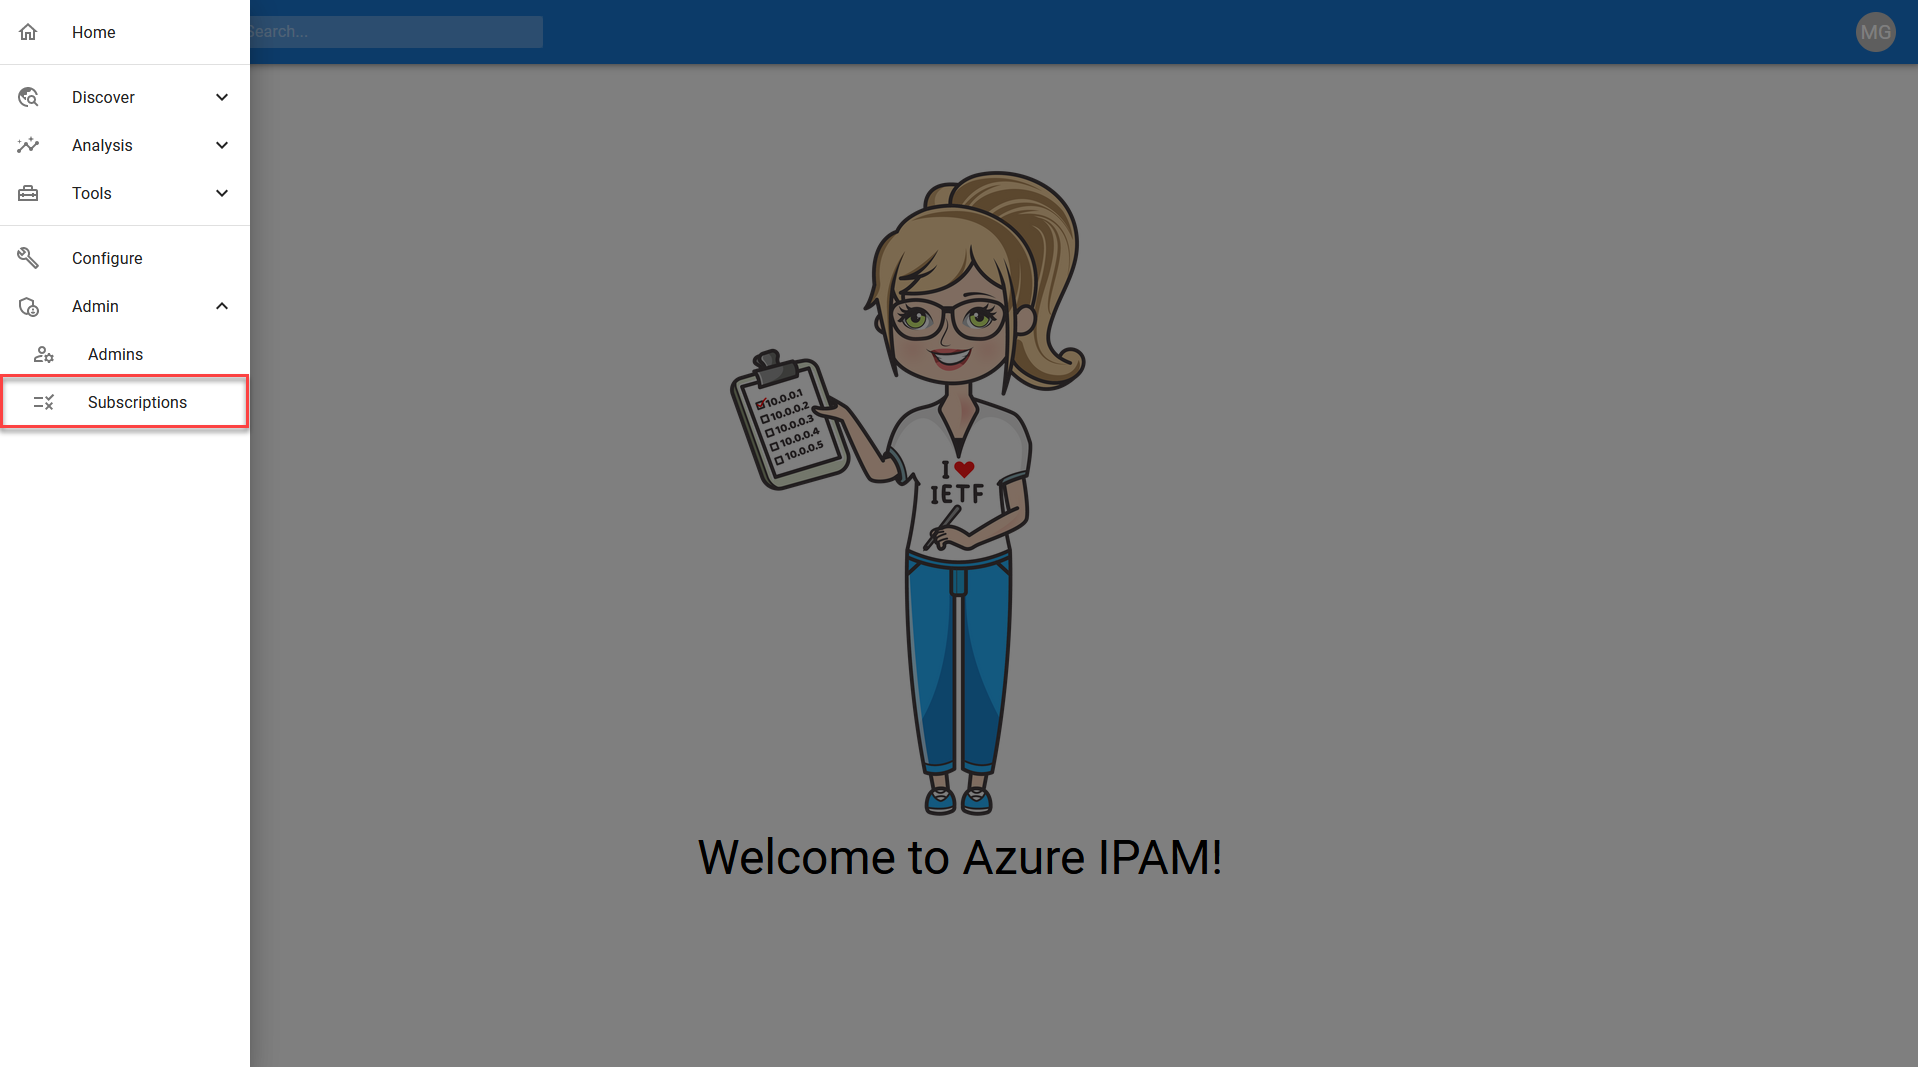 Home
Search...
MG
Discover
Analysis
Tools
Configure
Admin
Admins
Subscriptions
10.0.0.1
10.0.0.2
10.0.0.3
10.0.0.4
10.0.0.5
I ❤
IETF
Welcome to Azure IPAM!